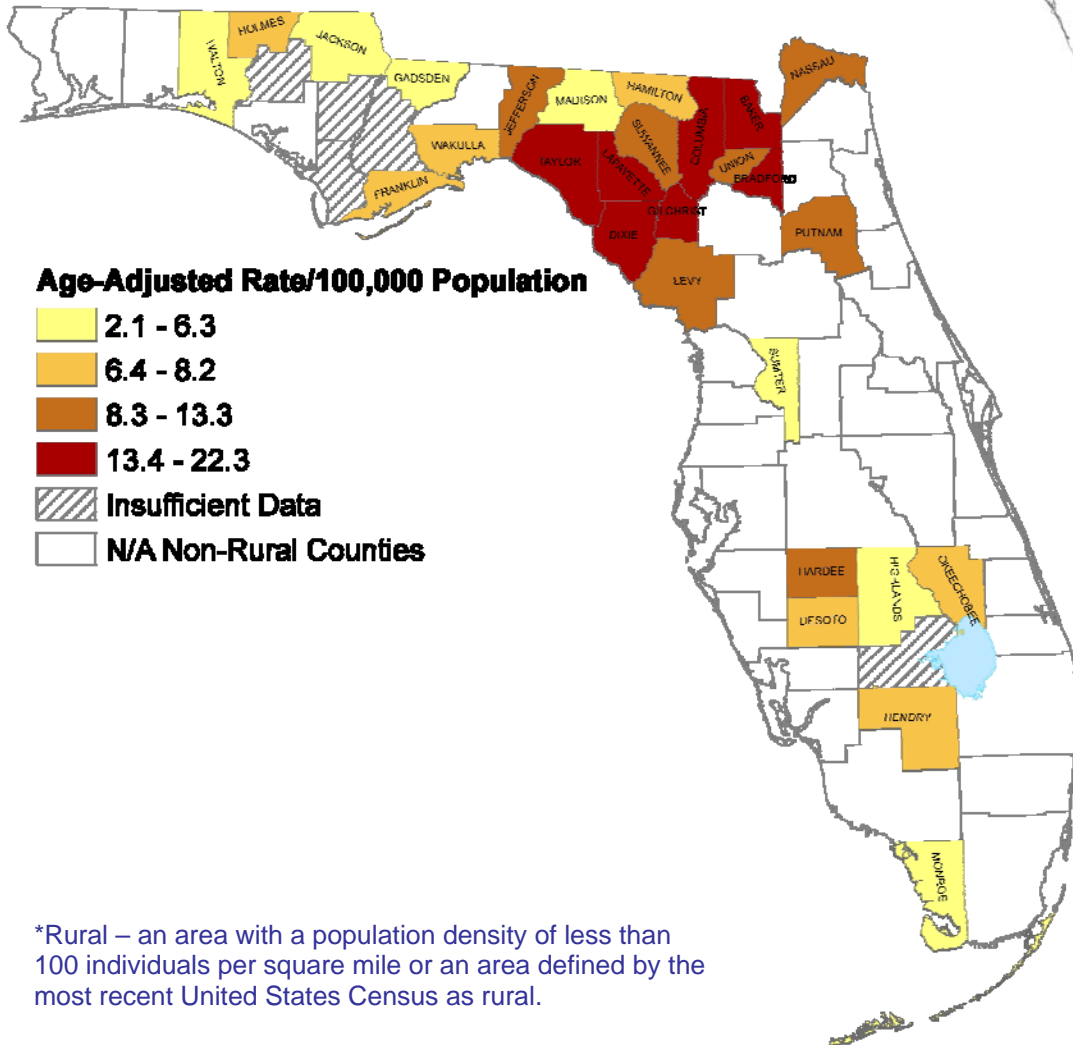 HOLMES
JACKSON
WALTON
GADSDEN
WAKULLA
FRANKLIN
JEFFERSON
MADISON
HAMILTON
TAYLOR
LAFAYETTE
SUWANNEE
COLUMBIA
BAKER
NASSAU
UNION
BRADFORD
GILCHRIST
DIXIE
LEVY
PUTNAM
Age-Adjusted Rate/100,000 Population
2.1 - 6.3
6.4 - 8.2
8.3 - 13.3
13.4 - 22.3
Insufficient Data
N/A Non-Rural Counties
SUMTER
HARDEE
HIGHLANDS
OKEECHOBEE
DESOTO
HENDRY
MONROE
*Rural – an area with a population density of less than
100 individuals per square mile or an area defined by the
most recent United States Census as rural.